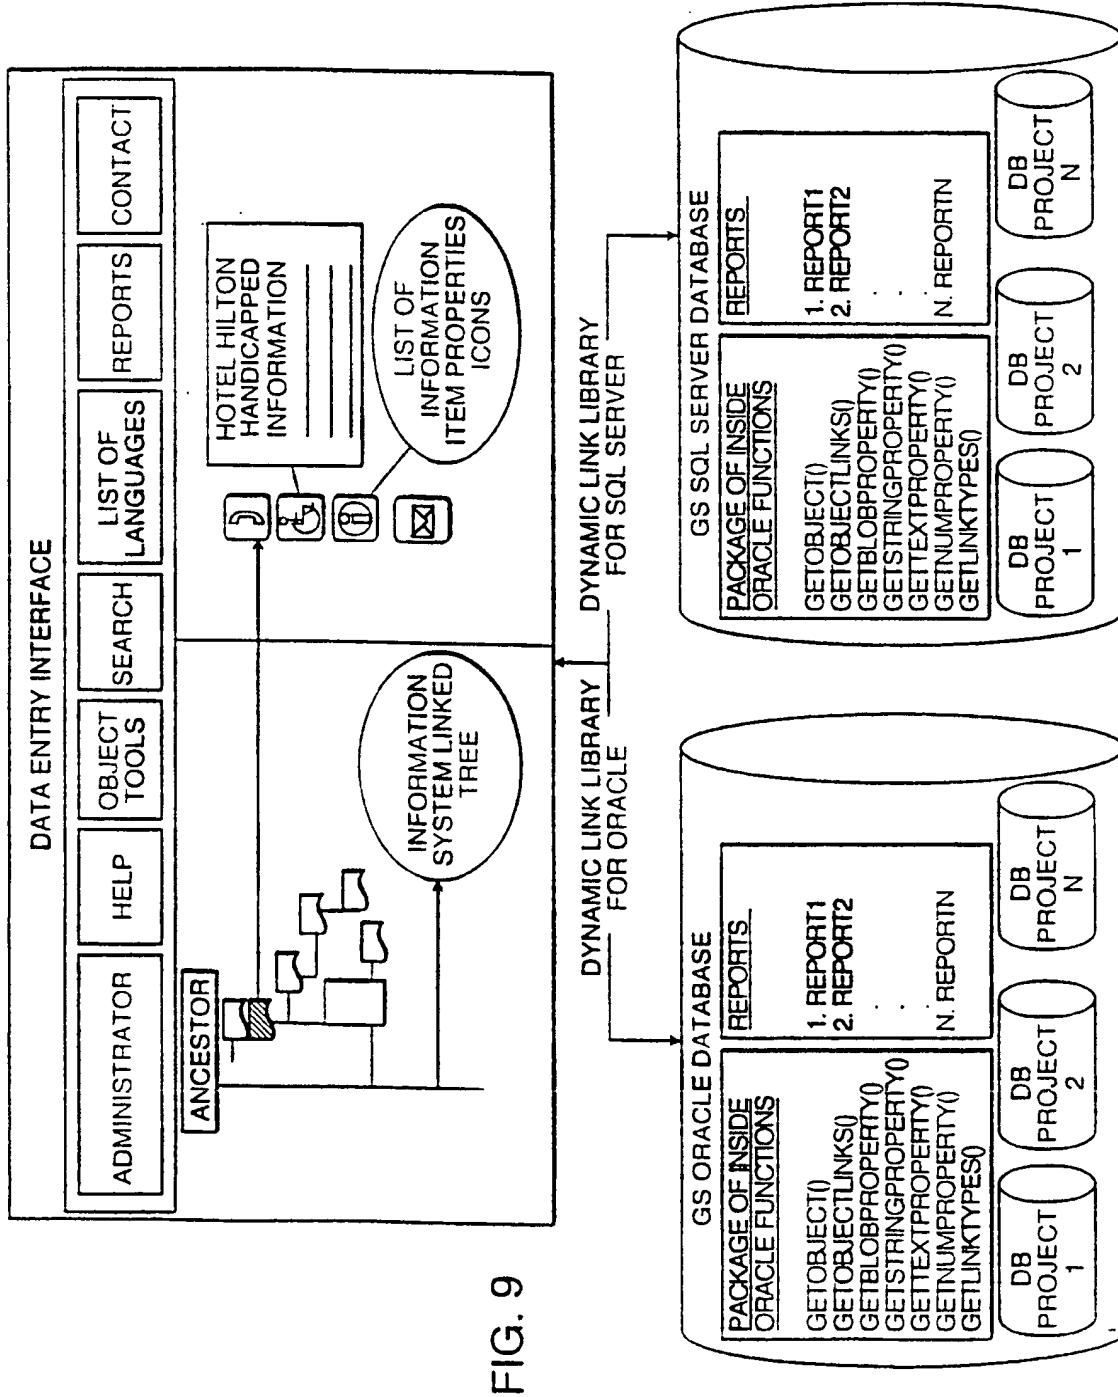 DATA ENTRY INTERFACE
ADMINISTRATOR
HELP
OBJECT
TOOLS
SEARCH
LIST OF
LANGUAGES
REPORTS
CONTACT
ANCESTOR
INFORMATION
SYSTEM LINKED
TREE
HOTEL HILTON
HANDICAPPED
INFORMATION
LIST OF
INFORMATION
ITEM PROPERTIES
ICONS
DYNAMIC LINK LIBRARY
FOR ORACLE
DYNAMIC LINK LIBRARY
FOR SQL SERVER
GS ORACLE DATABASE
PACKAGE OF INSIDE
ORACLE FUNCTIONS
GETOBJECT()
GETOBJECTLINKS()
GETBLOBPROPERTY()
GETSTRINGPROPERTY()
GETTEXTPROPERTY()
GETNUMPROPERTY()
GETLINKTYPES()
REPORTS
1. REPORT1
2. REPORT2
N. REPORTN
DB
PROJECT
1
DB
PROJECT
2
DB
PROJECT
N
GS SQL SERVER DATABASE
PACKAGE OF INSIDE
ORACLE FUNCTIONS
GETOBJECT()
GETOBJECTLINKS()
GETBLOBPROPERTY()
GETSTRINGPROPERTY()
GETTEXTPROPERTY()
GETNUMPROPERTY()
GETLINKTYPES()
REPORTS
1. REPORT1
2. REPORT2
N. REPORTN
DB
PROJECT
1
DB
PROJECT
2
DB
PROJECT
N
FIG. 9